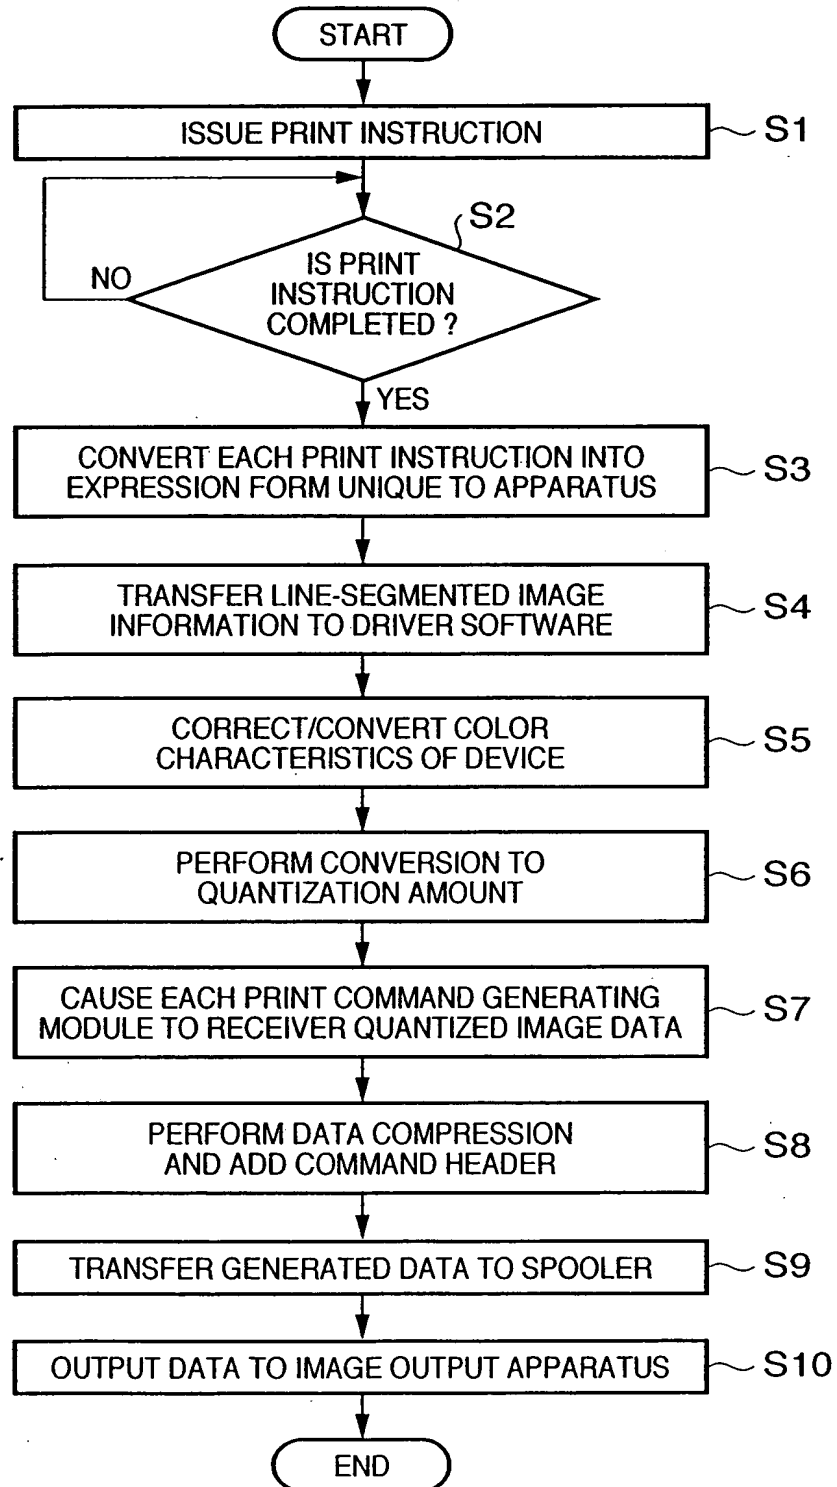 START
ISSUE PRINT INSTRUCTION
S1
S2
IS PRINT
INSTRUCTION
COMPLETED ?
NO
YES
CONVERT EACH PRINT INSTRUCTION INTO
EXPRESSION FORM UNIQUE TO APPARATUS
S3
TRANSFER LINE-SEGMENTED IMAGE
INFORMATION TO DRIVER SOFTWARE
S4
CORRECT/CONVERT COLOR
CHARACTERISTICS OF DEVICE
S5
PERFORM CONVERSION TO
QUANTIZATION AMOUNT
S6
CAUSE EACH PRINT COMMAND GENERATING
MODULE TO RECEIVER QUANTIZED IMAGE DATA
S7
PERFORM DATA COMPRESSION
AND ADD COMMAND HEADER
S8
TRANSFER GENERATED DATA TO SPOOLER
S9
OUTPUT DATA TO IMAGE OUTPUT APPARATUS
S10
END